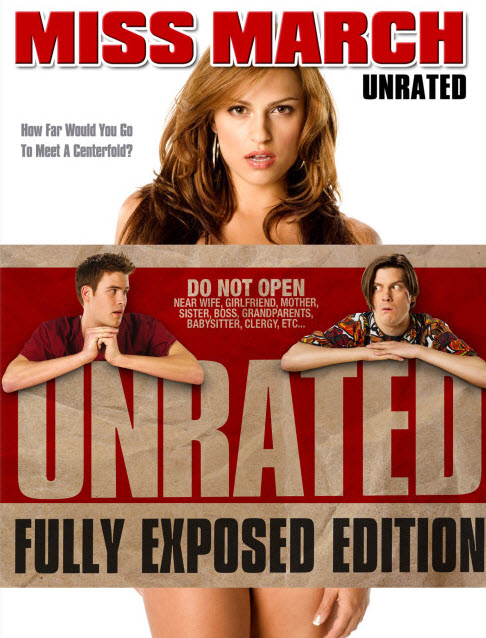 MISS MARCH
UNRATED
How Far Would You Go
To Meet A Centerfold?
DO NOT OPEN
NEAR WIFE, GIRLFRIEND, MOTHER,
SISTER, BOSS, GRANDPARENTS,
BABYSITTER, CLERGY, ETC...
UNRATED
FULLY EXPOSED EDITION